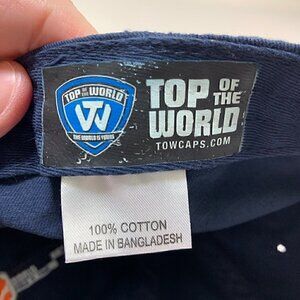 TOP OF THE WORLD
TW
THE WORLD IS YOURS
TOP OF
THE
WORLD
TOWCAPS.COM
100% COTTON
MADE IN BANGLADESH